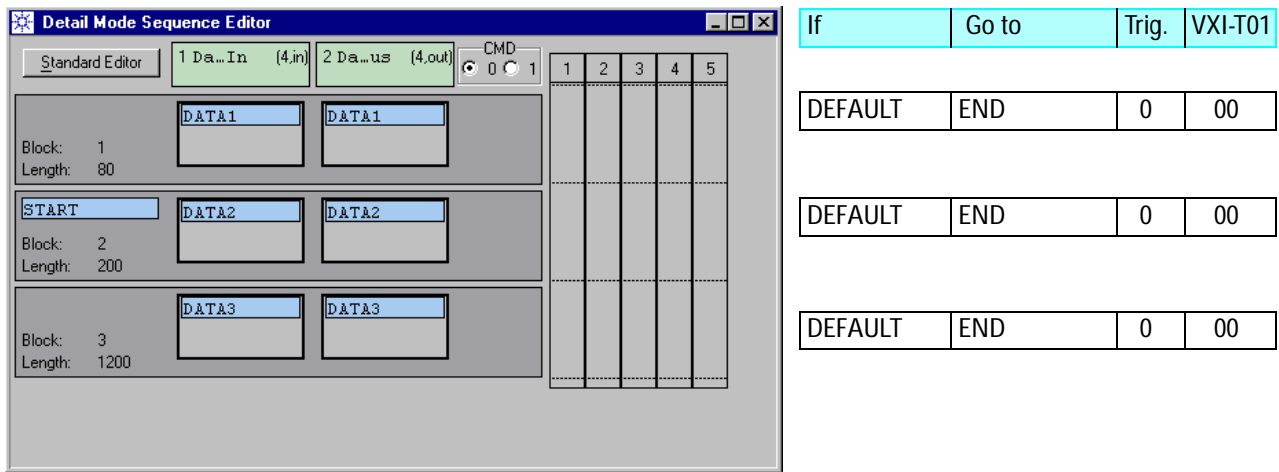 Detail Mode Sequence Editor
Standard Editor
1 Da…In (4,in)
2 Da…us (4,out)
CMD
0 1
1 2 3 4 5
DATA1 DATA1
Block: 1
Length: 80
START
DATA2 DATA2
Block: 2
Length: 200
DATA3 DATA3
Block: 3
Length: 1200
If Go to Trig. VXI-T01
DEFAULT END 0 00
DEFAULT END 0 00
DEFAULT END 0 00